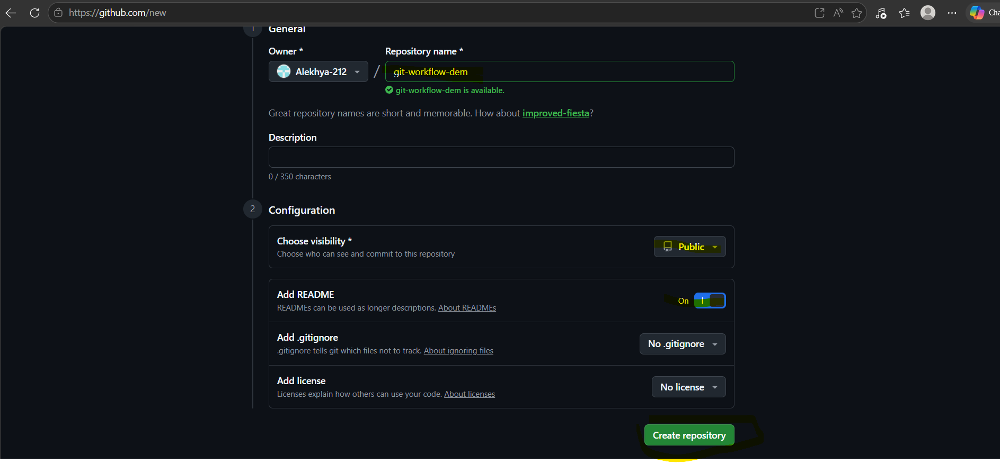 https://github.com/new
Cha
1 General
Owner * Repository name *
Alekhya-212 / git-workflow-dem
git-workflow-dem is available.
Great repository names are short and memorable. How about improved-fiesta?
Description
0 / 350 characters
2 Configuration
Choose visibility *
Choose who can see and commit to this repository
Public
Add README
READMEs can be used as longer descriptions. About READMEs
On
Add .gitignore
.gitignore tells git which files not to track. About ignoring files
No .gitignore
Add license
Licenses explain how others can use your code. About licenses
No license
Create repository